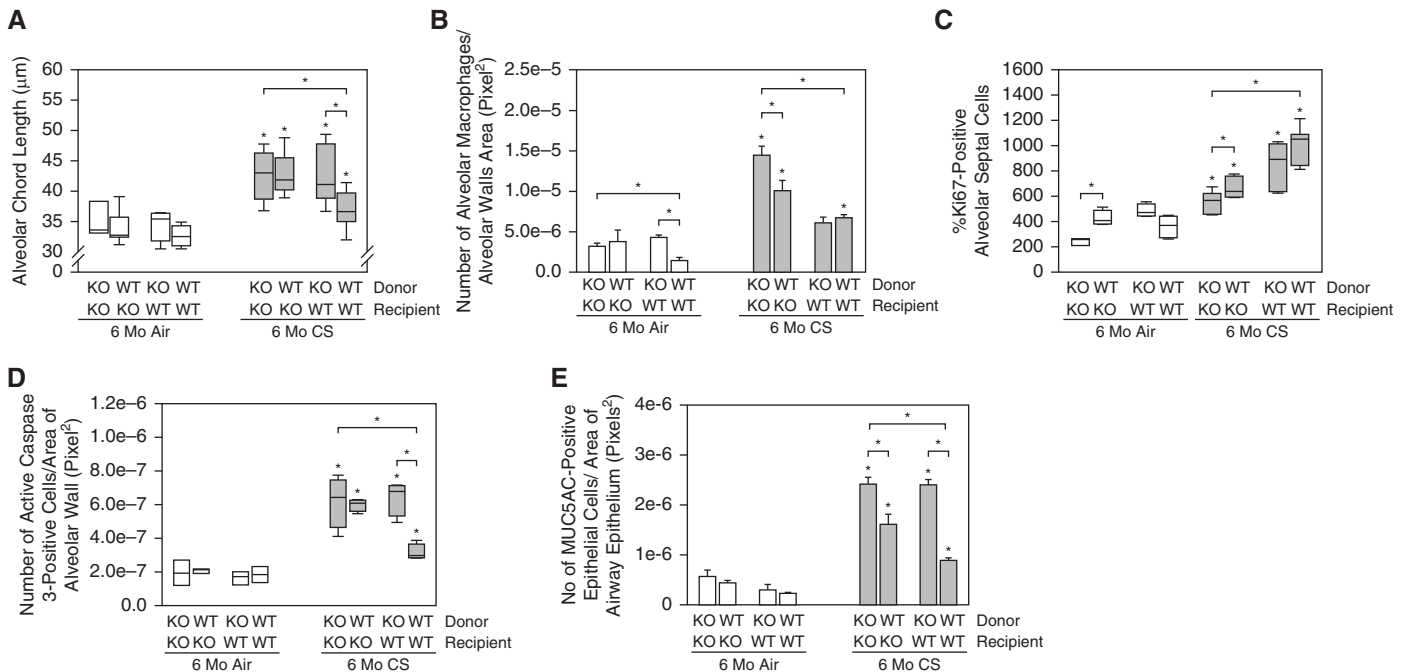 A
Alveolar Chord Length (μm)
60
55
50
45
40
35
30
0
* * * * * *
KO WT KO WT KO WT KO WT Donor
KO KO WT WT KO KO WT WT Recipient
6 Mo Air 6 Mo CS
B
Number of Alveolar Macrophages/
Alveolar Walls Area (Pixel²)
2.5e–5
2.0e–5
1.5e–5
1.0e–5
5.0e–6
0.0
* * * * * *
KO WT KO WT KO WT KO WT Donor
KO KO WT WT KO KO WT WT Recipient
6 Mo Air 6 Mo CS
C
%Ki67-Positive
Alveolar Septal Cells
1600
1400
1200
1000
800
600
400
200
0
* * * * * * *
KO WT KO WT KO WT KO WT Donor
KO KO WT WT KO KO WT WT Recipient
6 Mo Air 6 Mo CS
D
Number of Active Caspase
3-Positive Cells/Area of
Alveolar Wall (Pixel²)
1.2e–6
1.0e–6
8.0e–7
6.0e–7
4.0e–7
2.0e–7
0.0
* * * * * *
KO WT KO WT KO WT KO WT Donor
KO KO WT WT KO KO WT WT Recipient
6 Mo Air 6 Mo CS
E
No of MUC5AC-Positive
Epithelial Cells/ Area of
Airway Epithelium (Pixels²)
4e-6
3e-6
2e-6
1e-6
0
* * * * * * *
KO WT KO WT KO WT KO WT Donor
KO KO WT WT KO KO WT WT Recipient
6 Mo Air 6 Mo CS